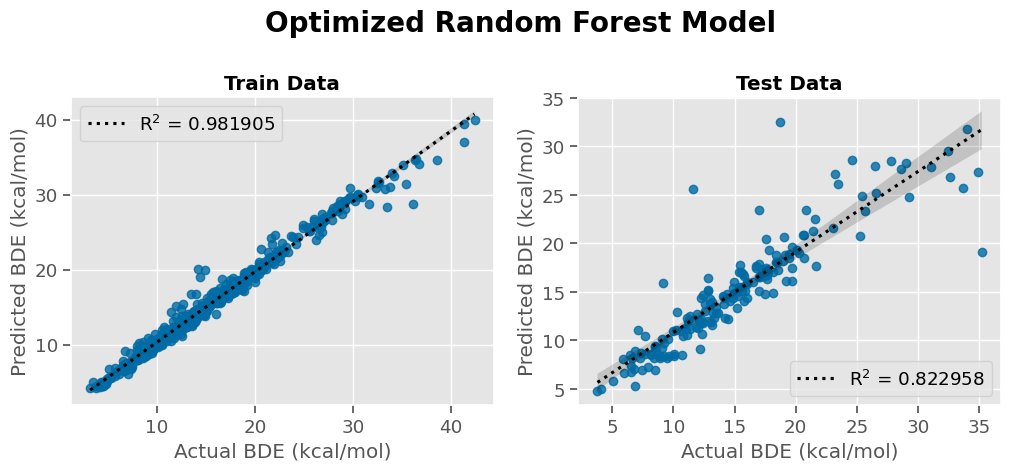 Optimized Random Forest Model
Train Data
R² = 0.981905
40
30
20
10
10
20
30
40
Predicted BDE (kcal/mol)
Actual BDE (kcal/mol)
Test Data
R² = 0.822958
35
30
25
20
15
10
5
5
10
15
20
25
30
35
Predicted BDE (kcal/mol)
Actual BDE (kcal/mol)